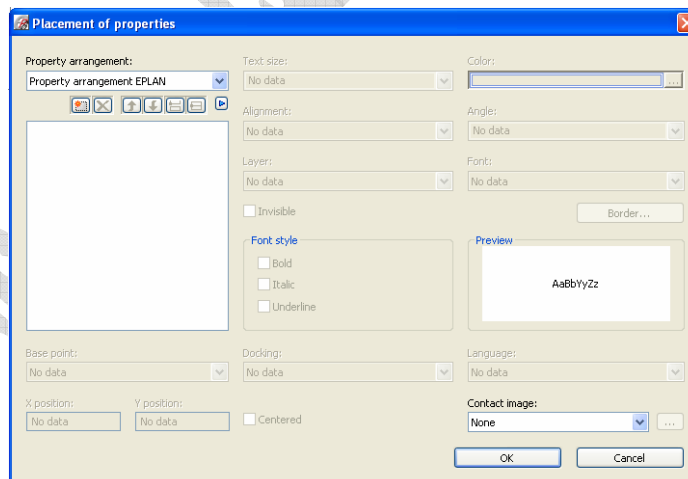 Placement of properties
Property arrangement:
Property arrangement EPLAN
Text size:
No data
Color:
...
Alignment:
No data
Angle:
No data
Layer:
No data
Font:
No data
Invisible
Border...
Font style
Bold
Italic
Underline
Preview
AaBbYyZz
Base point:
No data
Docking:
No data
Language:
No data
X position:
No data
Y position:
No data
Centered
Contact image:
None
...
OK
Cancel